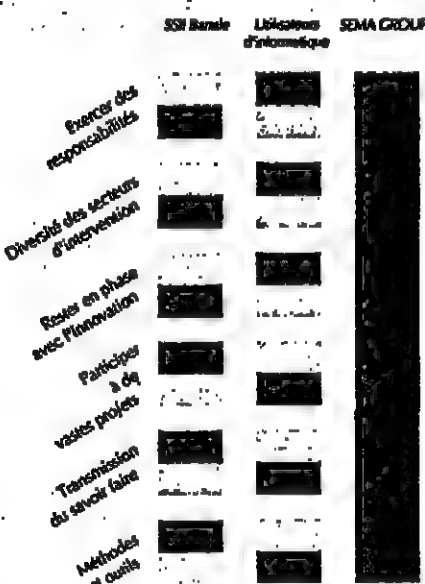 SSII Bande
Utilisateurs
d'informatique
SEMA GROUP
Exercer des
responsabilités
Diversité des secteurs
d'intervention
Rester en phase
avec l'innovation
Participer
à de
vastes projets
Transmission
du savoir faire
Méthodes
et outils